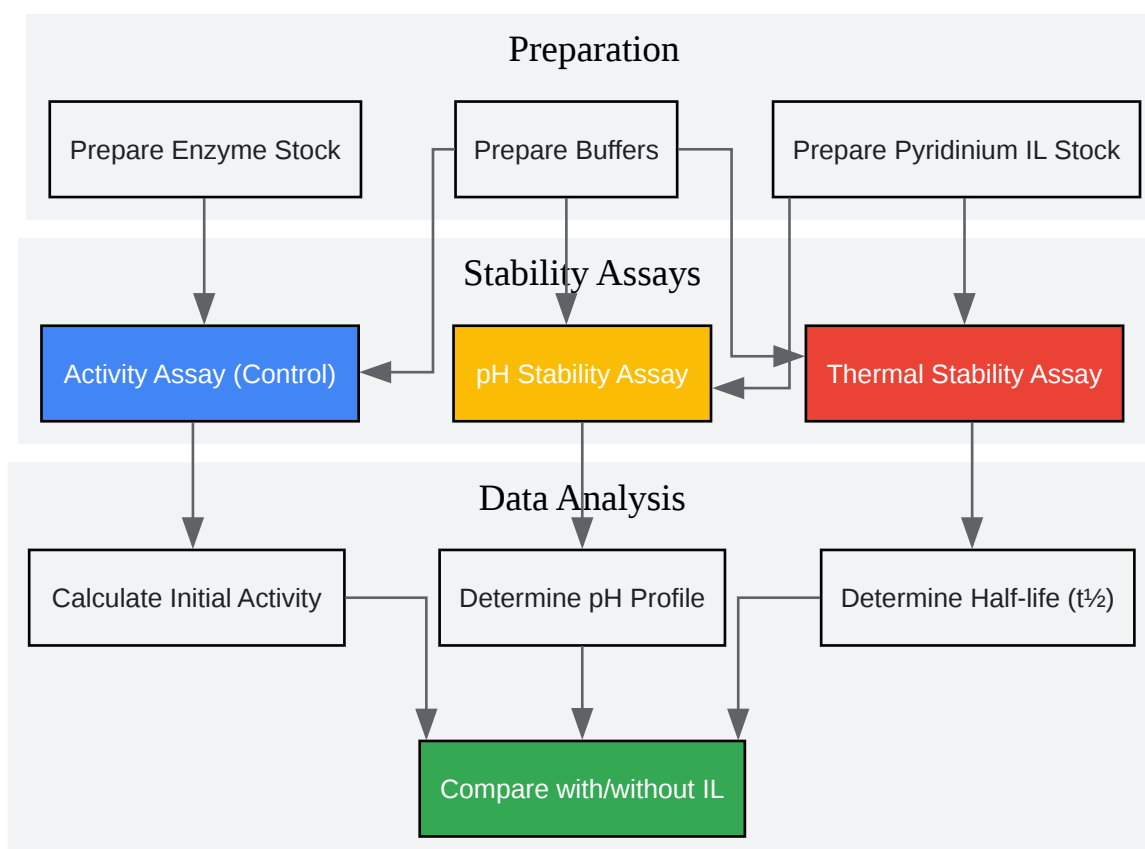 Preparation
Prepare Enzyme Stock
Prepare Buffers
Prepare Pyridinium IL Stock
Stability Assays
Activity Assay (Control)
pH Stability Assay
Thermal Stability Assay
Data Analysis
Calculate Initial Activity
Determine pH Profile
Determine Half-life (t½)
Compare with/without IL